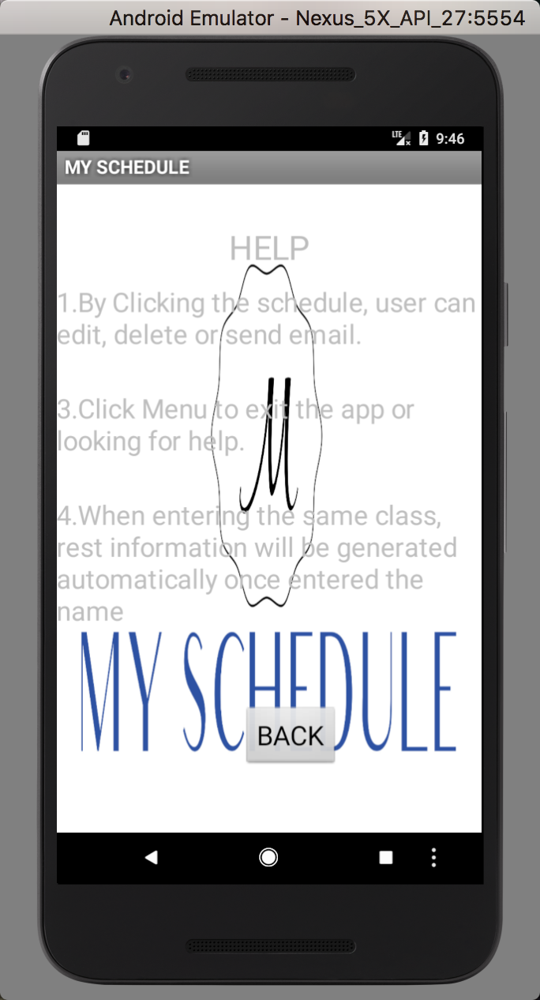 Android Emulator - Nexus_5X_API_27:5554
LTE 9:46
MY SCHEDULE
HELP
1.By Clicking the schedule, user can
edit, delete or send email.
3.Click Menu to exit the app or
looking for help.
4.When entering the same class,
rest information will be generated
automatically once entered the
name
M
MY SCHEDULE
BACK